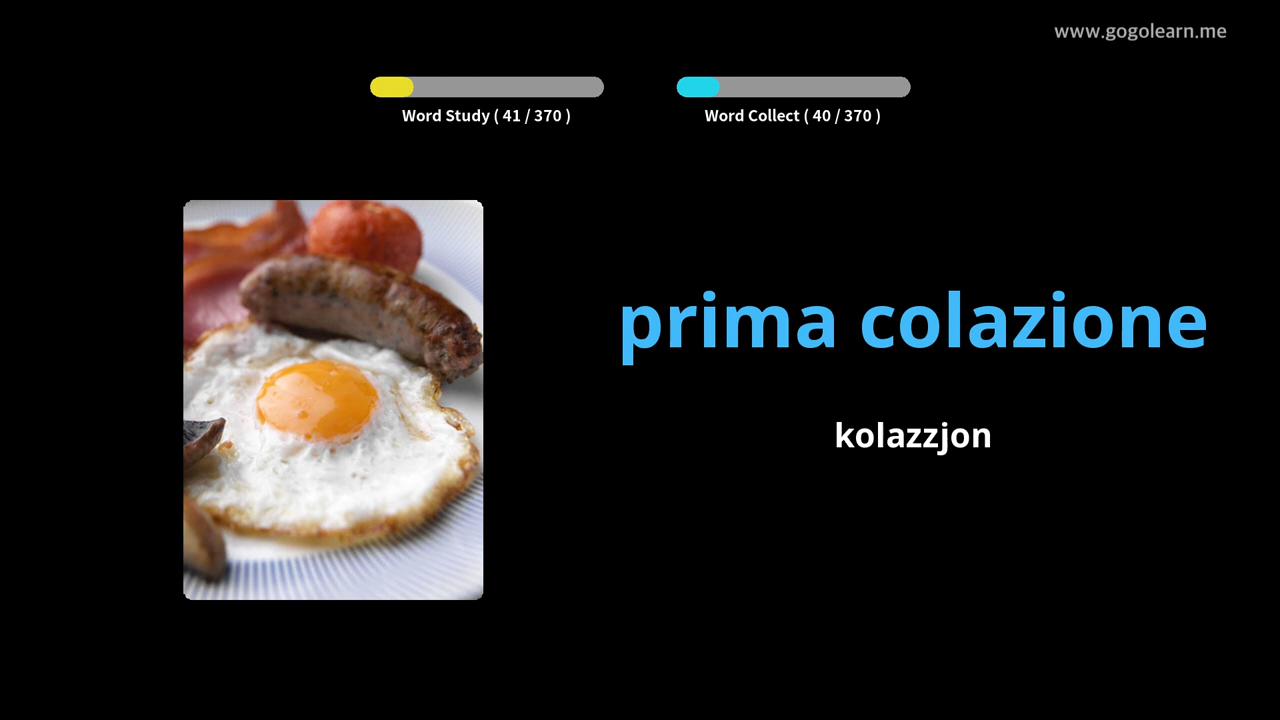 www.gogolearn.me
Word Study ( 41 / 370 )
Word Collect ( 40 / 370 )
prima colazione
kolazzjon